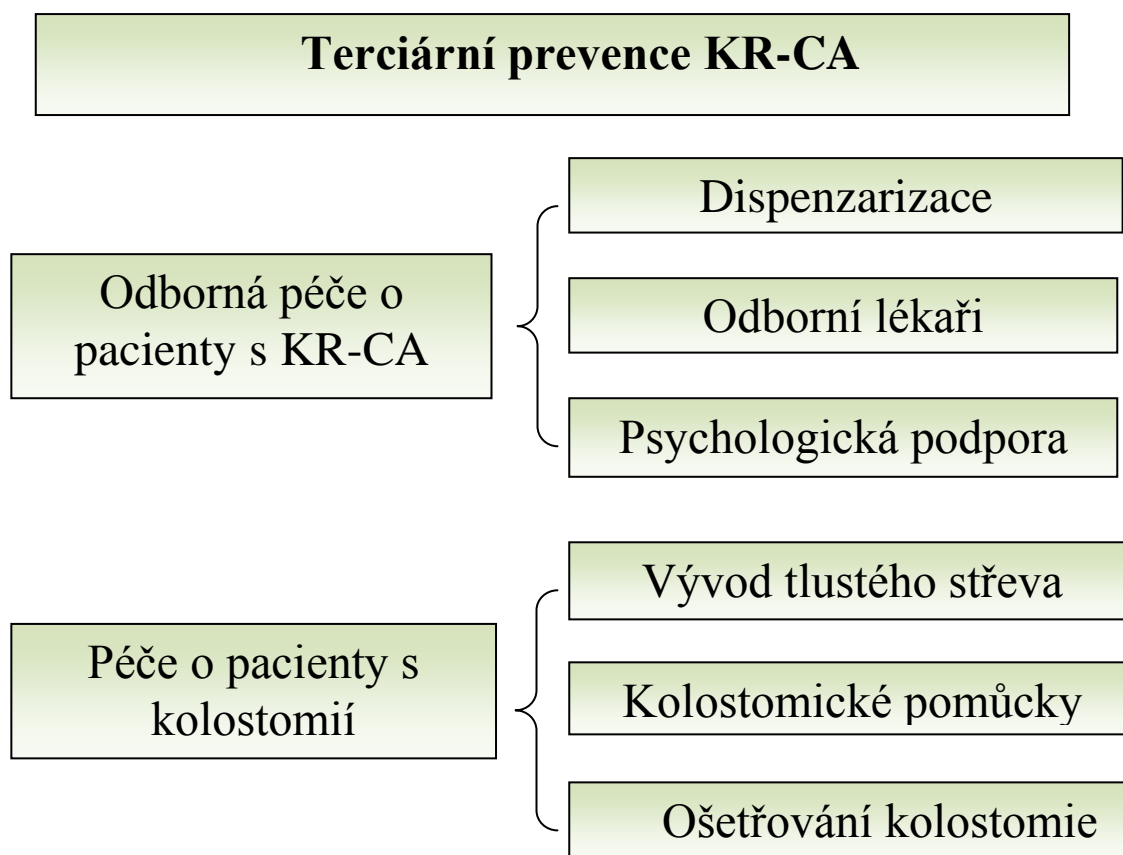 Terciární prevence KR-CA
Dispenzarizace
Odborná péče o
pacienty s KR-CA
Odborní lékaři
Psychologická podpora
Vývod tlustého střeva
Péče o pacienty s
kolostomií
Kolostomické pomůcky
Ošetřování kolostomie